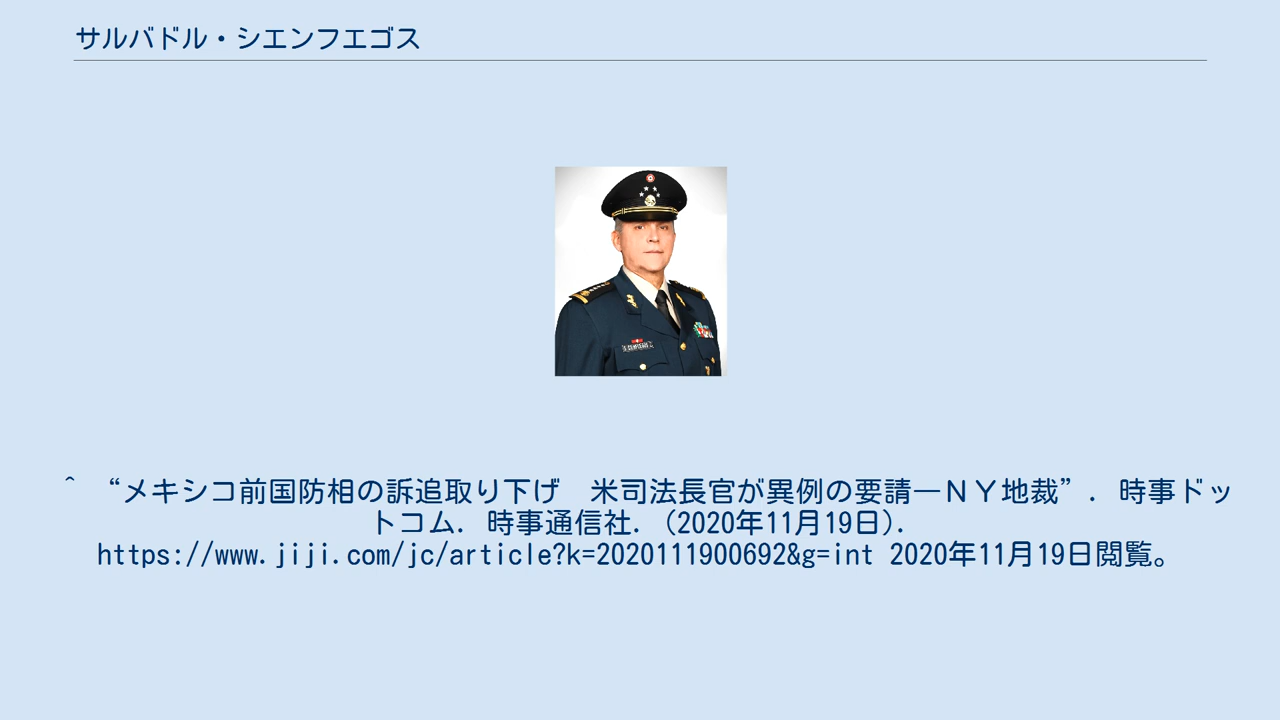 サルバドル・シエンフエゴス
^ “メキシコ前国防相の訴追取り下げ　米司法長官が異例の要請―ＮＹ地裁”. 時事ドッ
トコム. 時事通信社. (2020年11月19日).
https://www.jiji.com/jc/article?k=2020111900692&g=int 2020年11月19日閲覧。